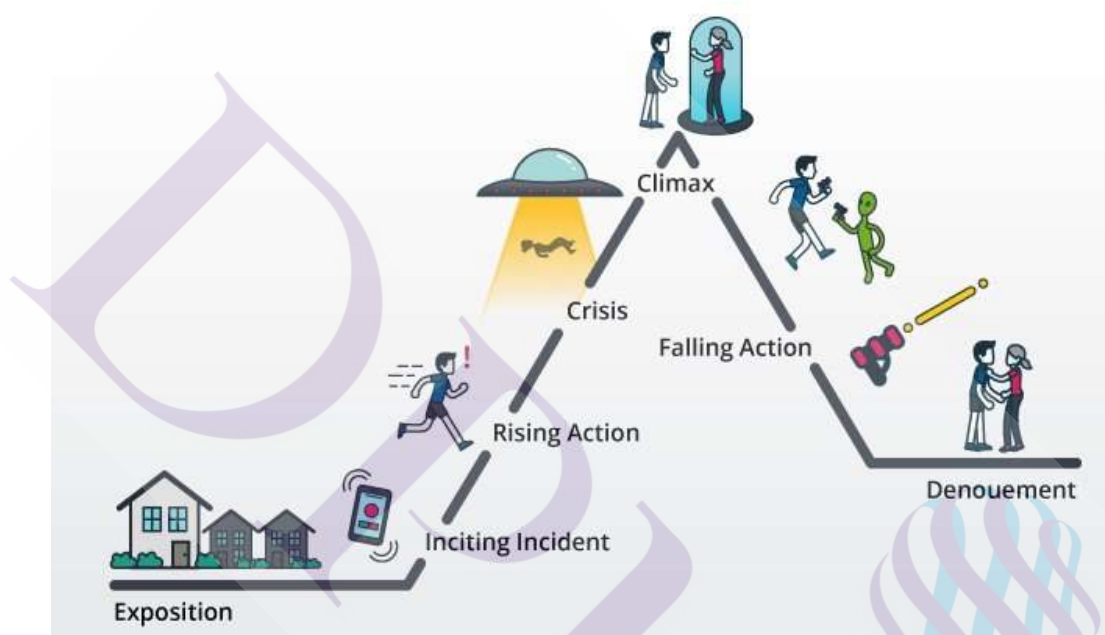 Climax
Crisis
Falling Action
!
Rising Action
Denouement
Inciting Incident
Exposition